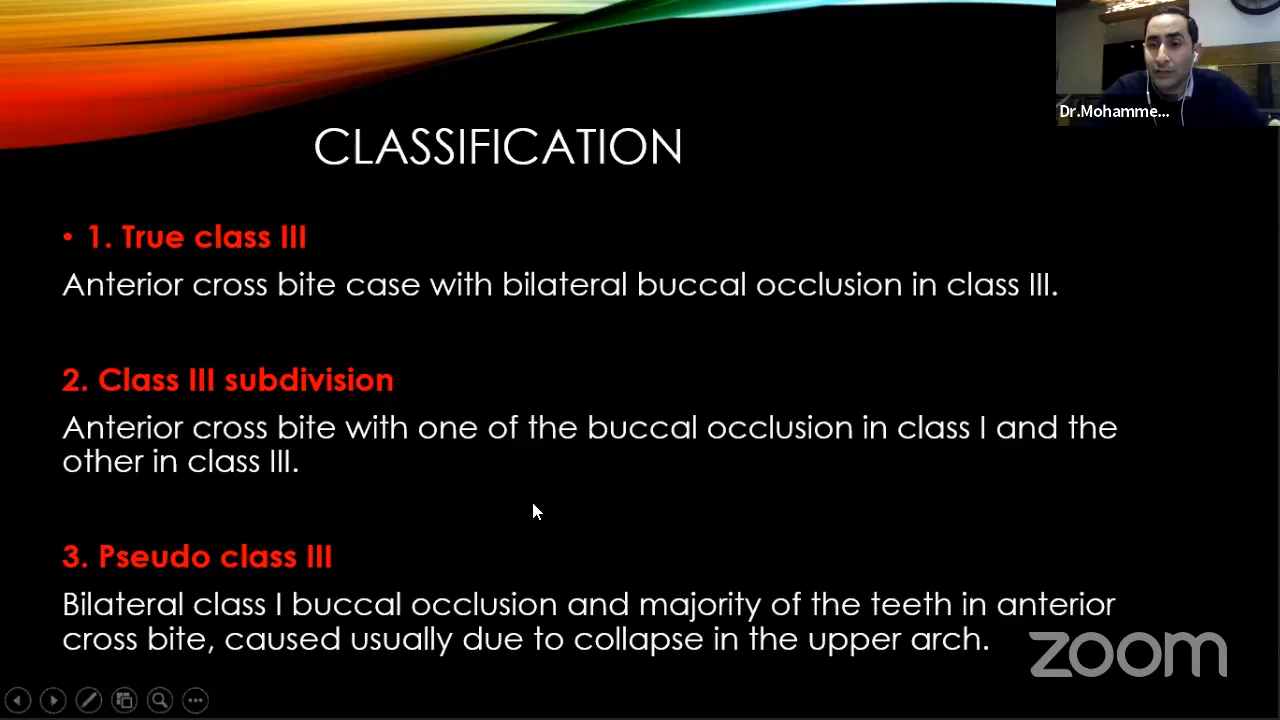 Dr.Mohamme...
CLASSIFICATION
• 1. True class III
Anterior cross bite case with bilateral buccal occlusion in class III.
2. Class III subdivision
Anterior cross bite with one of the buccal occlusion in class I and the
other in class III.
3. Pseudo class III
Bilateral class I buccal occlusion and majority of the teeth in anterior
cross bite, caused usually due to collapse in the upper arch.
zoom